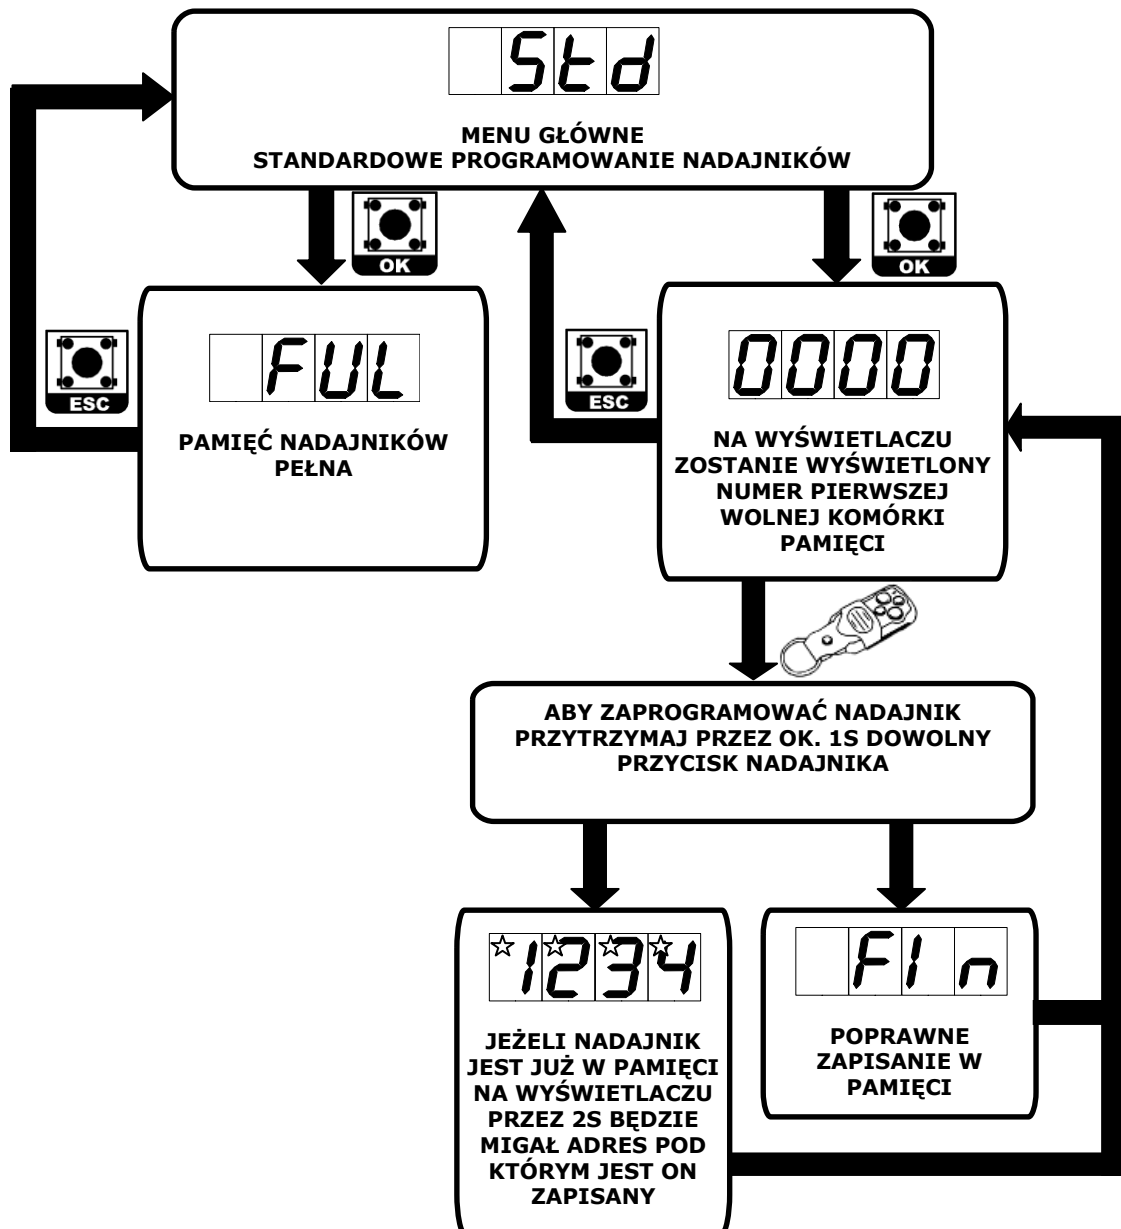 Std
MENU GŁÓWNE
STANDARDOWE PROGRAMOWANIE NADAJNIKÓW
OK
OK
FUL
ESC
PAMIĘĆ NADAJNIKÓW
PEŁNA
0000
ESC
NA WYŚWIETLACZU
ZOSTANIE WYŚWIETLONY
NUMER PIERWSZEJ
WOLNEJ KOMÓRKI
PAMIĘCI
ABY ZAPROGRAMOWAĆ NADAJNIK
PRZYTRZYMAJ PRZEZ OK. 1S DOWOLNY
PRZYCISK NADAJNIKA
1234
JEŻELI NADAJNIK
JEST JUŻ W PAMIĘCI
NA WYŚWIETLACZU
PRZEZ 2S BĘDZIE
MIGAŁ ADRES POD
KTÓRYM JEST ON
ZAPISANY
FIn
POPRAWNE
ZAPISANIE W
PAMIĘCI